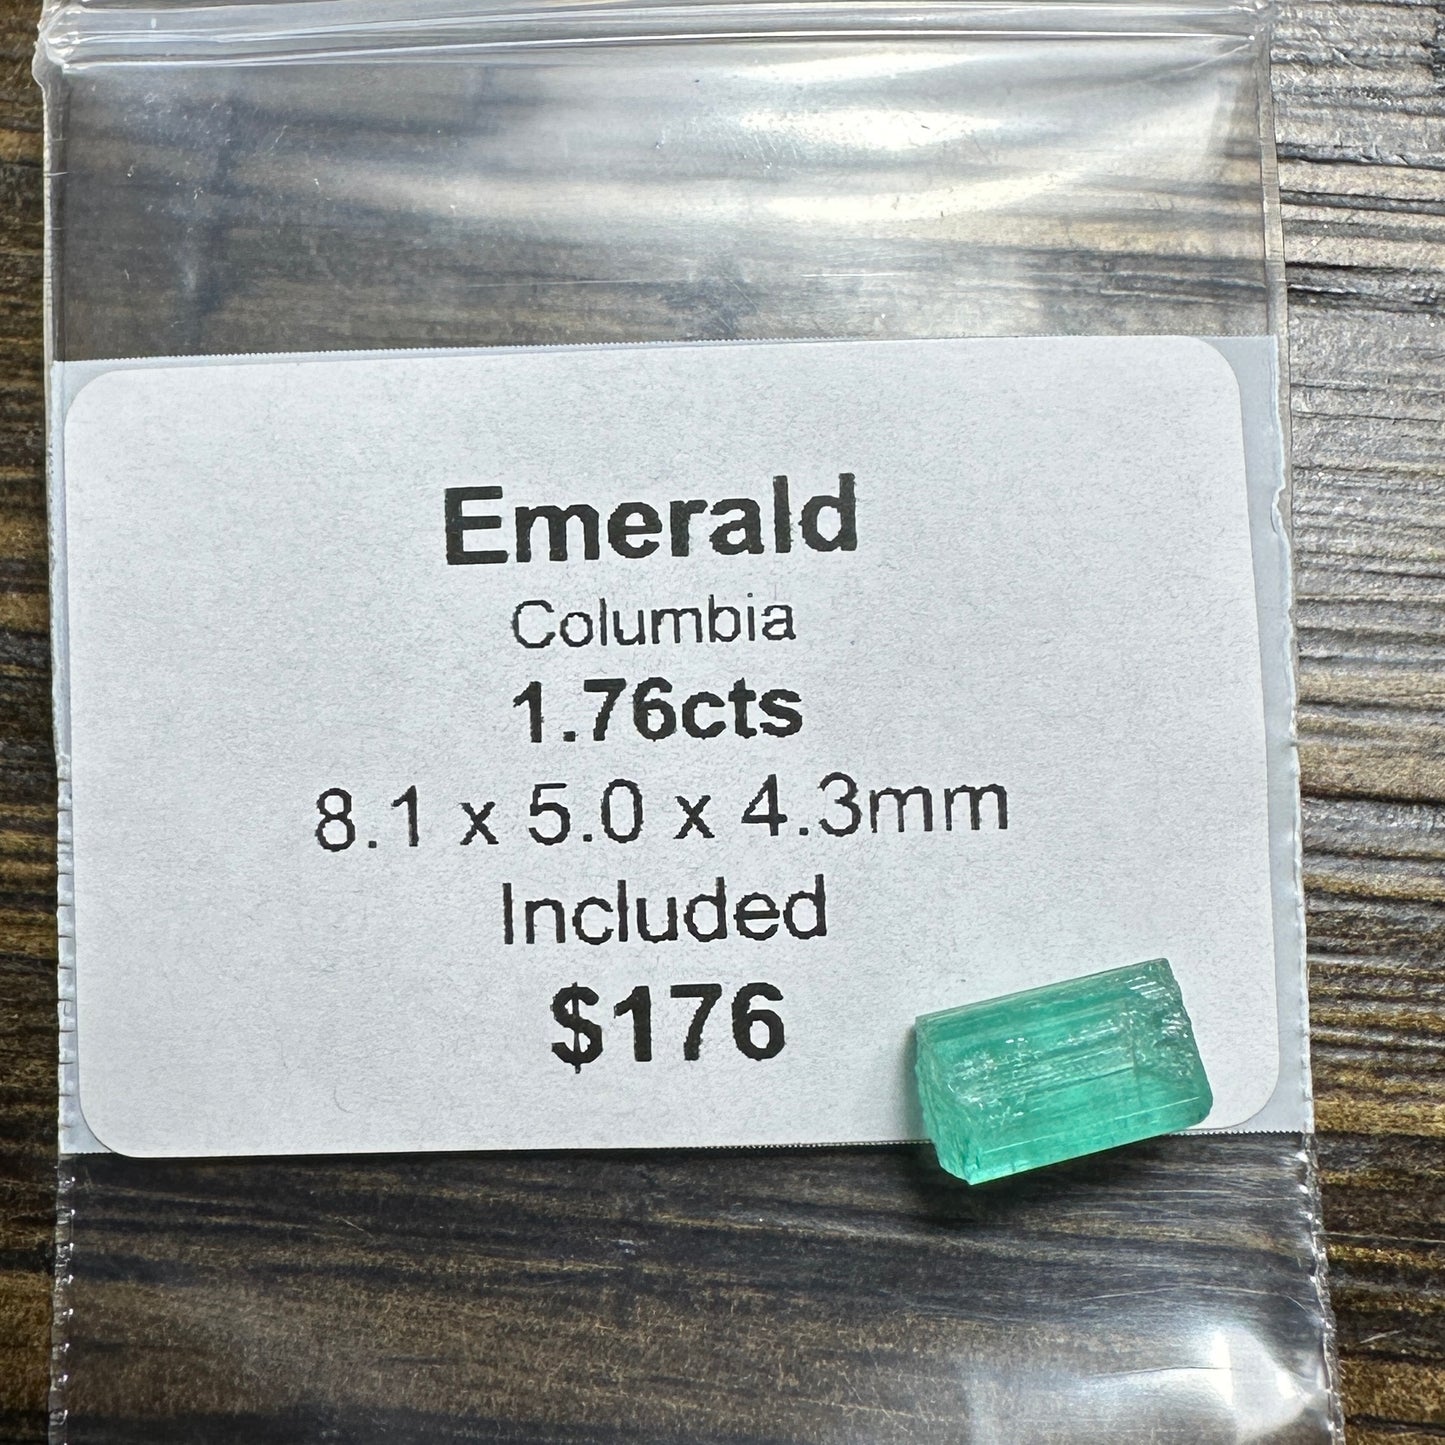 Emerald
Columbia
1.76cts
8.1 x 5.0 x 4.3mm
Included
$176